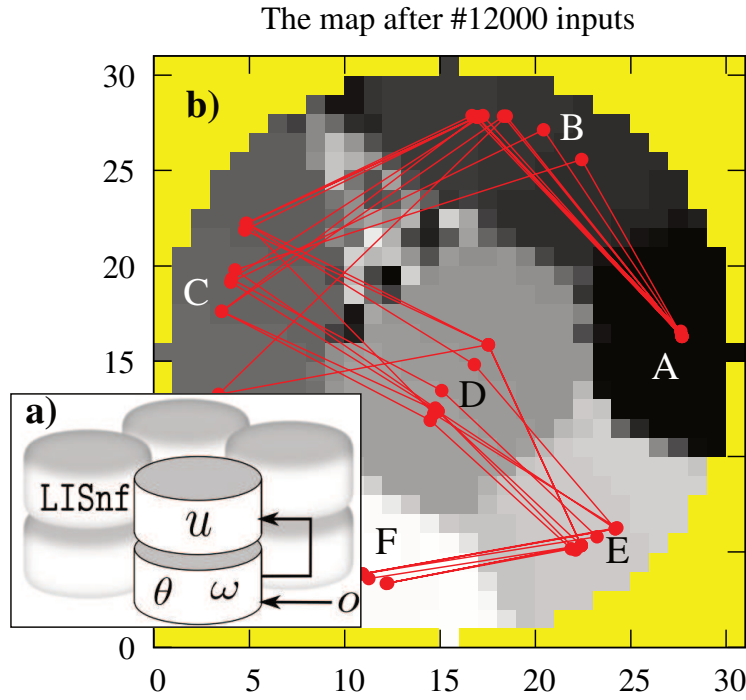 The map after #12000 inputs
30
25
20
15
0
b)
B
C
A
D
E
F
a)
LISnf
u
θ ω
o
0 5 10 15 20 25 30